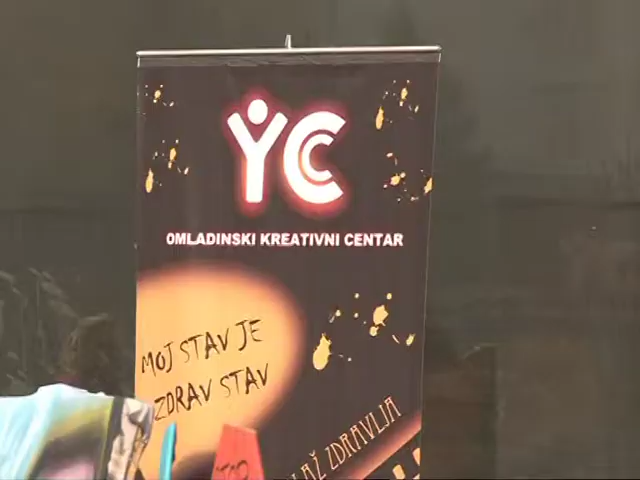 YC
OMLADINSKI KREATIVNI CENTAR
MOJ STAV JE
ZDRAV STAV
ZDRAVLJA